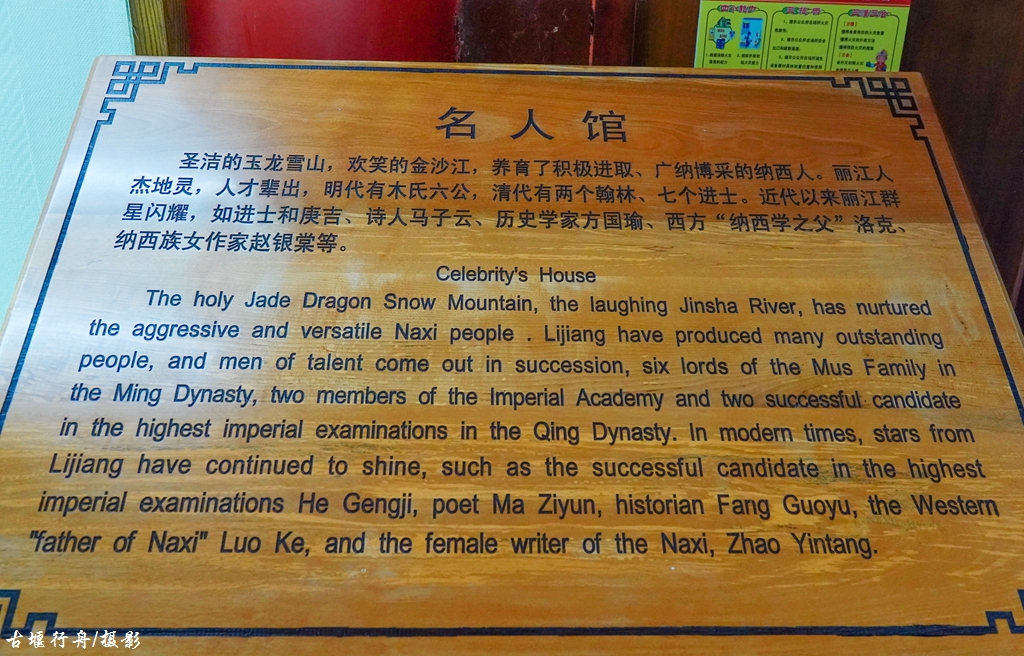 名人馆
圣洁的玉龙雪山，欢笑的金沙江，养育了积极进取、广纳博采的纳西人。丽江人
杰地灵，人才辈出，明代有木氏六公，清代有两个翰林、七个进士。近代以来丽江群
星闪耀，如进士和庚吉、诗人马子云、历史学家方国瑜、西方“纳西学之父”洛克、
纳西族女作家赵银棠等。
Celebrity's House
The holy Jade Dragon Snow Mountain, the laughing Jinsha River, has nurtured
the aggressive and versatile Naxi people . Lijiang have produced many outstanding
people, and men of talent come out in succession, six lords of the Mus Family in
the Ming Dynasty, two members of the Imperial Academy and two successful candidate
in the highest imperial examinations in the Qing Dynasty. In modern times, stars from
Lijiang have continued to shine, such as the successful candidate in the highest
imperial examinations He Gengji, poet Ma Ziyun, historian Fang Guoyu, the Western
"father of Naxi" Luo Ke, and the female writer of the Naxi, Zhao Yintang.
古堰行舟/摄影